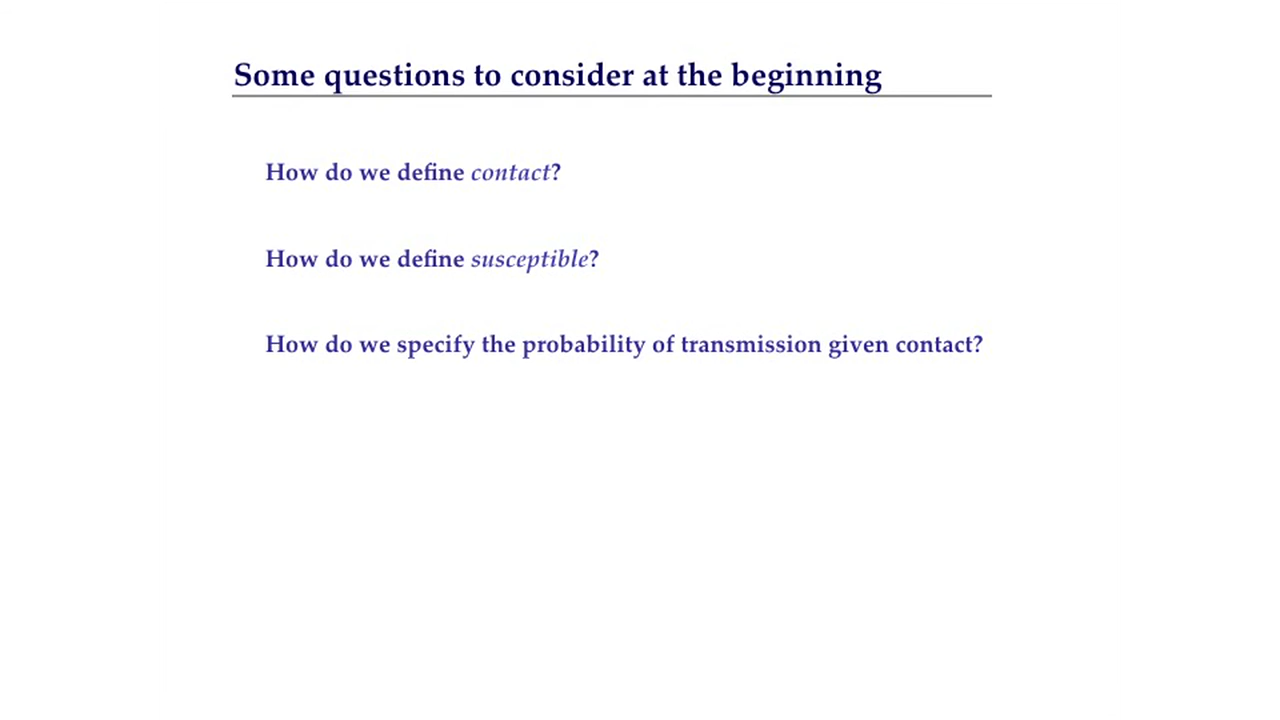 Some questions to consider at the beginning
How do we define contact?
How do we define susceptible?
How do we specify the probability of transmission given contact?